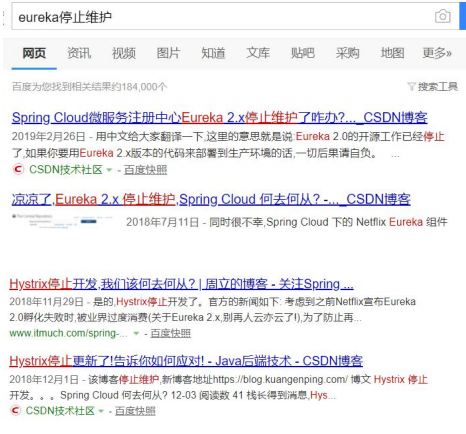 eureka停止维护
网页 资讯 视频 图片 知道 文库 贴吧 采购 地图 更多»
百度为您找到相关结果约184,000个 搜索工具
Spring Cloud微服务注册中心Eureka 2.x停止维护了咋办?..._CSDN博客
2019年2月26日 - 用中文给大家翻译一下,这里的意思就是说:Eureka 2.0的开源工作已经停止
了,如果你要用Eureka 2.x版本的代码来部署到生产环境的话,一切后果请自负。 ...
CSDN技术社区 - 百度快照
凉凉了,Eureka 2.x 停止维护,Spring Cloud 何去何从? -..._CSDN博客
2018年7月11日 - 同时很不幸,Spring Cloud 下的 Netflix Eureka 组件
Hystrix停止开发,我们该何去何从? | 周立的博客 - 关注Spring ...
2018年11月29日 - 是的,Hystrix停止开发了。官方的新闻如下: 考虑到之前Netflix宣布Eureka
2.0孵化失败时,被业界过度消费(关于Eureka 2.x,别再人云亦云了!),为了防止再...
www.itmuch.com/spring-... - 百度快照
Hystrix停止更新了!告诉你如何应对! - Java后端技术 - CSDN博客
2018年12月1日 - 该博客停止维护,新博客地址https://blog.kuangenping.com/ 博文 Hystrix 停止
开发。。。Spring Cloud 何去何从? 12-03 阅读数 41 栈长得到消息,Hys...
CSDN技术社区 - 百度快照